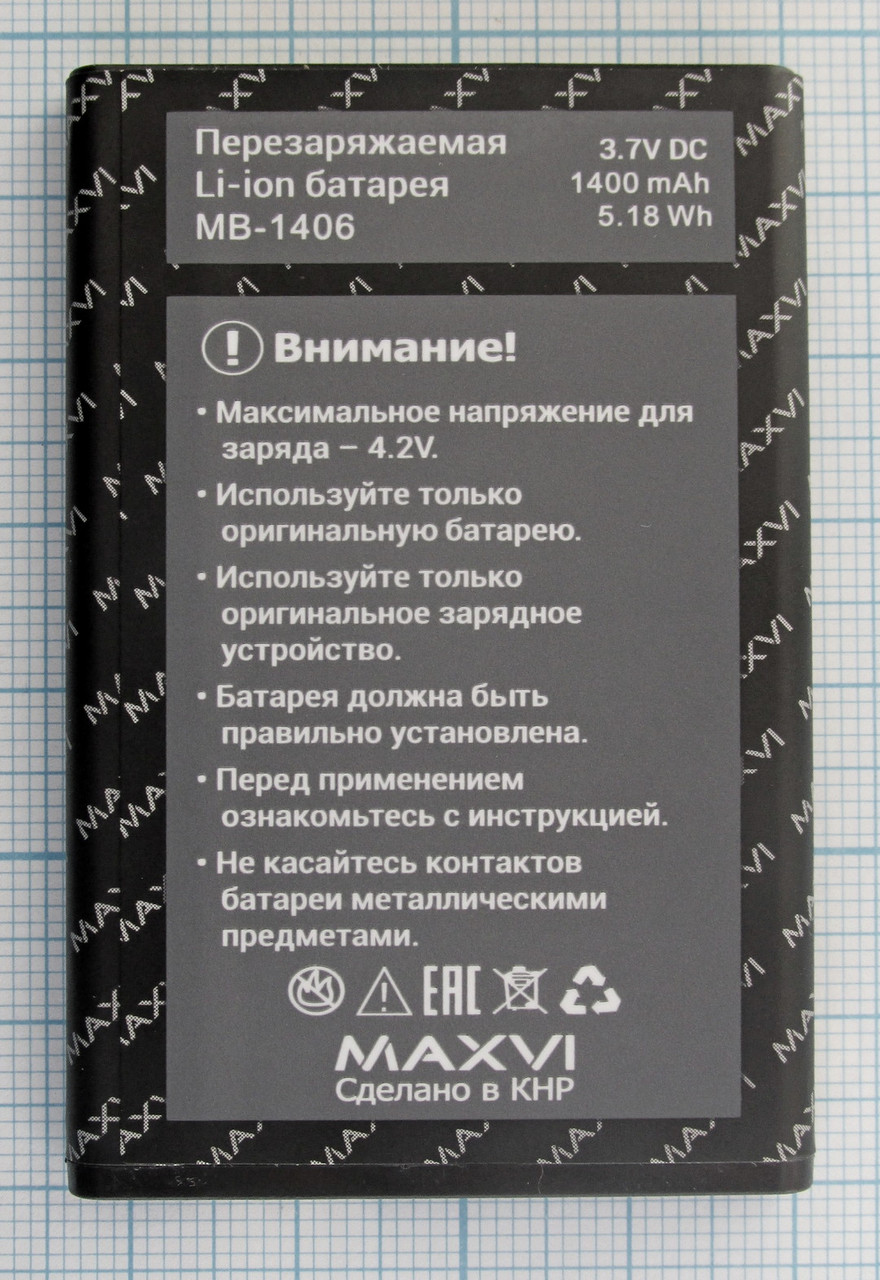 Перезаряжаемая
Li-ion батарея
MB-1406
3.7V DC
1400 mAh
5.18 Wh
! Внимание!
• Максимальное напряжение для
заряда – 4.2V.
• Используйте только
оригинальную батарею.
• Используйте только
оригинальное зарядное
устройство.
• Батарея должна быть
правильно установлена.
• Перед применением
ознакомьтесь с инструкцией.
• Не касайтесь контактов
батареи металлическими
предметами.
EAC
MAXVI
Сделано в КНР